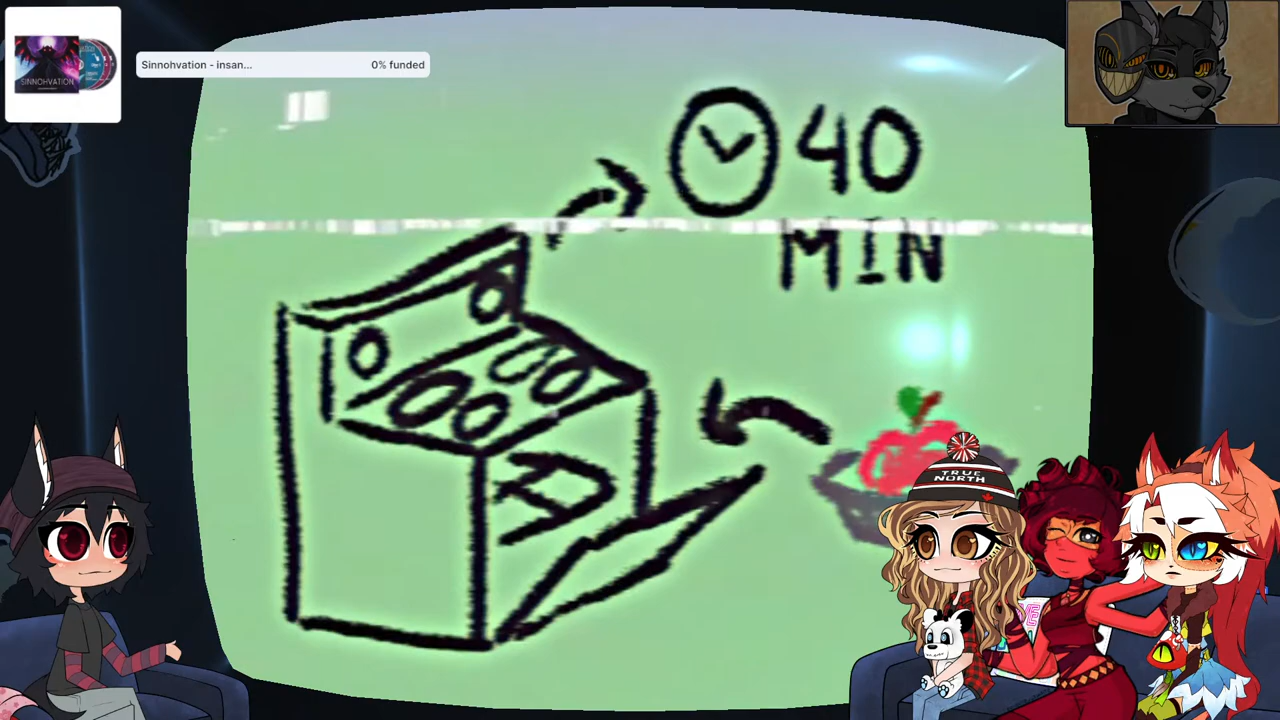 SINNOHVATION
Sinnohvation - insan...
0% funded
40
MIN
TRUE
NORTH